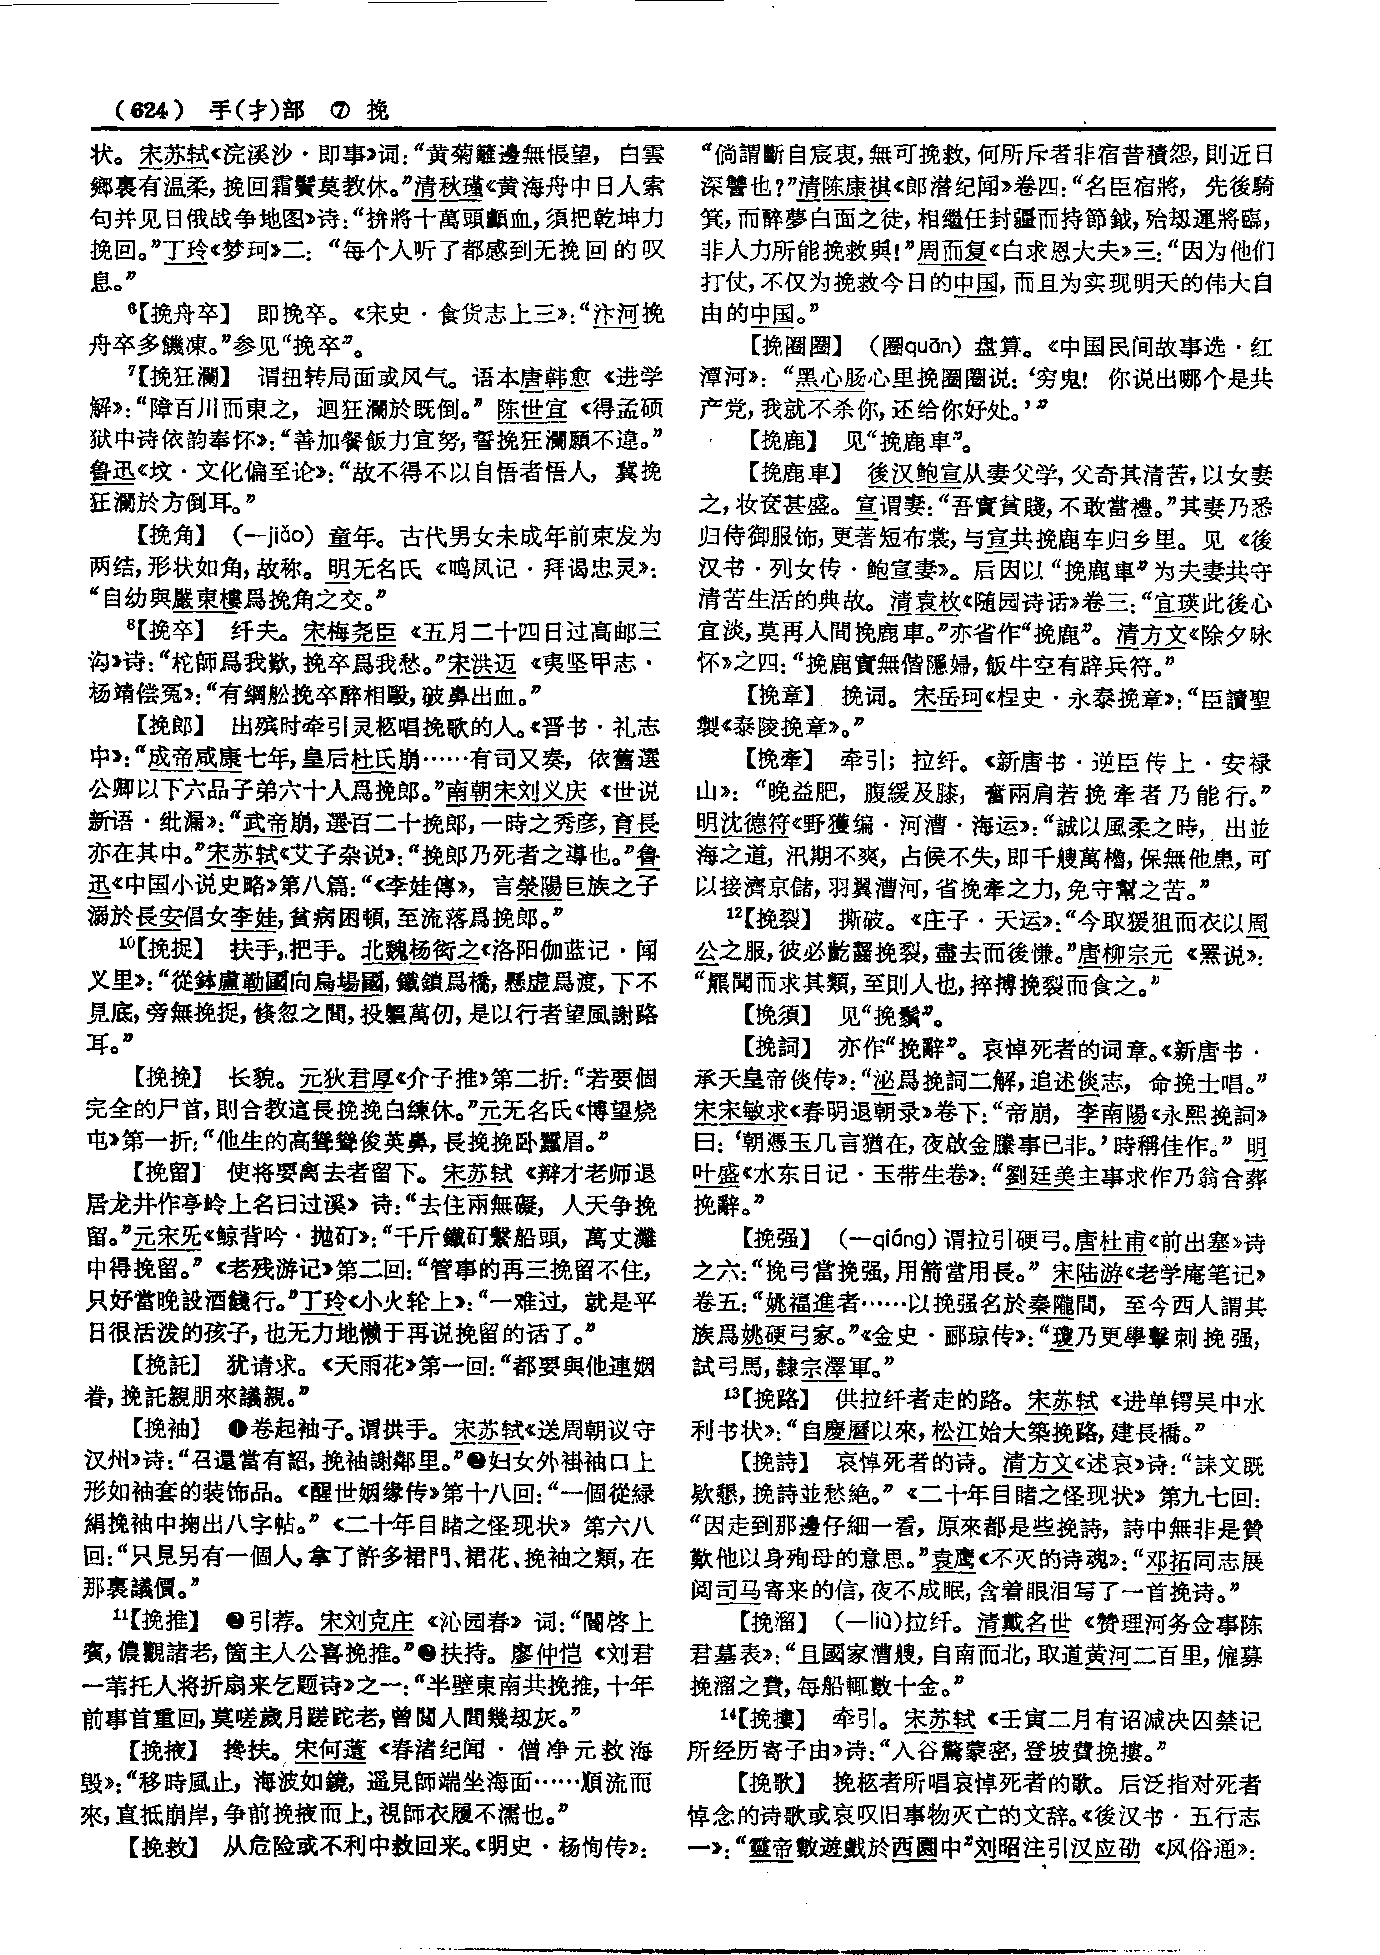 （624） 手(扌)部 ⑦ 挽
状。宋苏轼《浣溪沙·即事》词：“黄菊籬邊無悵望，白雲
鄉裏有温柔，挽回霜鬢莫教休。”清秋瑾《黄海舟中日人索
句并见日俄战争地图》诗：“拚將十萬頭顱血，須把乾坤力
挽回。”丁玲《梦珂》二：“每个人听了都感到无挽回的叹
息。”
⁶【挽舟卒】 即挽卒。《宋史·食货志上三》：“汴河挽
舟卒多饑凍。”参见“挽卒”。
⁷【挽狂瀾】 谓扭转局面或风气。语本唐韩愈《进学
解》：“障百川而東之，迴狂瀾於既倒。”陈世宜《得孟硕
狱中诗依韵奉怀》：“善加餐飯力宜努，誓挽狂瀾願不違。”
鲁迅《坟·文化偏至论》：“故不得不以自悟者悟人，冀挽
狂瀾於方倒耳。”
【挽角】 （—jiǎo）童年。古代男女未成年前束发为
两结，形状如角，故称。明无名氏《鸣凤记·拜谒忠灵》：
“自幼與嚴東樓爲挽角之交。”
⁸【挽卒】 纤夫。宋梅尧臣《五月二十四日过高邮三
沟》诗：“柁師爲我歎，挽卒爲我愁。”宋洪迈《夷坚甲志·
杨靖偿冤》：“有綱舩挽卒醉相毆，破鼻出血。”
【挽郎】 出殡时牵引灵柩唱挽歌的人。《晋书·礼志
中》：“成帝咸康七年，皇后杜氏崩……有司又奏，依舊選
公卿以下六品子弟六十人爲挽郎。”南朝宋刘义庆《世说
新语·纰漏》：“武帝崩，選百二十挽郎，一時之秀彦，育長
亦在其中。”宋苏轼《艾子杂说》：“挽郎乃死者之導也。”鲁
迅《中国小说史略》第八篇：“《李娃傳》，言滎陽巨族之子
溺於長安倡女李娃，貧病困頓，至流落爲挽郎。”
¹⁰【挽捉】 扶手，把手。北魏杨衒之《洛阳伽蓝记·闻
义里》：“從鉢盧勒國向烏場國，鐵鎖爲橋，懸虚爲渡，下不
見底，旁無挽捉，倏忽之間，投軀萬仞，是以行者望風謝路
耳。”
【挽挽】 长貌。元狄君厚《介子推》第二折：“若要個
完全的尸首，則合教這長挽挽白練休。”元无名氏《博望烧
屯》第一折：“他生的高聳聳俊英鼻，長挽挽卧蠶眉。”
【挽留】 使将要离去者留下。宋苏轼《辩才老师退
居龙井作亭岭上名曰过溪》诗：“去住兩無礙，人天争挽
留。”元宋旡《鲸背吟·抛矴》：“千斤鐵矴繫船頭，萬丈灘
中得挽留。”《老残游记》第二回：“管事的再三挽留不住，
只好當晚設酒餞行。”丁玲《小火轮上》：“一难过，就是平
日很活泼的孩子，也无力地懒于再说挽留的话了。”
【挽託】 犹请求。《天雨花》第一回：“都要與他連姻
眷，挽託親朋來議親。”
【挽袖】 ❶卷起袖子。谓拱手。宋苏轼《送周朝议守
汉州》诗：“召還當有詔，挽袖謝鄰里。”❷妇女外褂袖口上
形如袖套的装饰品。《醒世姻缘传》第十八回：“一個從緑
絹挽袖中掬出八字帖。”《二十年目睹之怪现状》第六八
回：“只見另有一個人，拿了許多裙門、裙花、挽袖之類，在
那裏議價。”
¹¹【挽推】 ❷引荐。宋刘克庄《沁园春》词：“閶啓上
賓，儂觀諸老，箇主人公喜挽推。”❷扶持。廖仲恺《刘君
一苇托人将折扇来乞题诗》之一：“半壁東南共挽推，十年
前事首重回，莫嗟歲月蹉跎老，曾閲人間幾劫灰。”
【挽掖】 搀扶。宋何薳《春渚纪闻·僧净元救海
毁》：“移時風止，海波如鏡，遥見師端坐海面……順流而
來，直抵崩岸，争前挽掖而上，視師衣履不濡也。”
【挽救】 从危险或不利中救回来。《明史·杨恂传》：
“倘謂斷自宸衷，無可挽救，何所斥者非宿昔積怨，則近日
深讐也？”清陈康祺《郎潜纪闻》卷四：“名臣宿將，先後騎
箕，而醉夢白面之徒，相繼任封疆而持節鉞，殆劫運將臨，
非人力所能挽救與！”周而复《白求恩大夫》三：“因为他们
打仗，不仅为挽救今日的中国，而且为实现明天的伟大自
由的中国。”
【挽圈圈】 （圈quān）盘算。《中国民间故事选·红
潭河》：“黑心肠心里挽圈圈说：‘穷鬼！你说出哪个是共
产党，我就不杀你，还给你好处。’”
【挽鹿】 见“挽鹿車”。
【挽鹿車】 後汉鲍宣从妻父学，父奇其清苦，以女妻
之，妆奁甚盛。宣谓妻：“吾實貧賤，不敢當禮。”其妻乃悉
归侍御服饰，更著短布裳，与宣共挽鹿车归乡里。见《後
汉书·列女传·鲍宣妻》。后因以“挽鹿車”为夫妻共守
清苦生活的典故。清袁枚《随园诗话》卷三：“宜瑛此後心
宜淡，莫再人間挽鹿車。”亦省作“挽鹿”。清方文《除夕咏
怀》之四：“挽鹿實無偕隱婦，飯牛空有辟兵符。”
【挽章】 挽词。宋岳珂《桯史·永泰挽章》：“臣讀聖
製《泰陵挽章》。”
【挽牽】 牵引；拉纤。《新唐书·逆臣传上·安禄
山》：“晚益肥，腹緩及膝，奮兩肩若挽牽者乃能行。”
明沈德符《野獲编·河漕·海运》：“誠以風柔之時，出並
海之道，汛期不爽，占候不失，即千艘萬櫓，保無他患，可
以接濟京儲，羽翼漕河，省挽牽之力，免守幫之苦。”
¹²【挽裂】 撕破。《庄子·天运》：“今取猨狙而衣以周
公之服，彼必齕齧挽裂，盡去而後慊。”唐柳宗元《羆说》：
“羆聞而求其類，至則人也，捽搏挽裂而食之。”
【挽須】 见“挽鬚”。
【挽詞】 亦作“挽辭”。哀悼死者的词章。《新唐书·
承天皇帝倓传》：“泌爲挽詞二解，追述倓志，命挽士唱。”
宋宋敏求《春明退朝录》卷下：“帝崩，李南陽《永熙挽詞》
曰：‘朝憑玉几言猶在，夜啟金縢事已非。’時稱佳作。”明
叶盛《水东日记·玉带生卷》：“劉廷美主事求作乃翁合葬
挽辭。”
【挽强】 （—qiáng）谓拉引硬弓。唐杜甫《前出塞》诗
之六：“挽弓當挽强，用箭當用長。”宋陆游《老学庵笔记》
卷五：“姚福進者……以挽强名於秦隴間，至今西人謂其
族爲姚硬弓家。”《金史·郦琼传》：“瓊乃更學擊刺挽强，
試弓馬，隸宗澤軍。”
¹³【挽路】 供拉纤者走的路。宋苏轼《进单锷吴中水
利书状》：“自慶曆以來，松江始大築挽路，建長橋。”
【挽詩】 哀悼死者的诗。清方文《述哀》诗：“誄文既
欵懇，挽詩並愁絶。”《二十年目睹之怪现状》第九七回：
“因走到那邊仔細一看，原來都是些挽詩，詩中無非是贊
歎他以身殉母的意思。”袁鹰《不灭的诗魂》：“邓拓同志展
阅司马寄来的信，夜不成眠，含着眼泪写了一首挽诗。”
【挽溜】 （—liù）拉纤。清戴名世《赞理河务佥事陈
君墓表》：“且國家漕艘，自南而北，取道黄河二百里，僱募
挽溜之費，每船輒數十金。”
¹⁴【挽摟】 牵引。宋苏轼《壬寅二月有诏减决囚禁记
所经历寄子由》诗：“入谷驚蒙密，登坡費挽摟。”
【挽歌】 挽柩者所唱哀悼死者的歌。后泛指对死者
悼念的诗歌或哀叹旧事物灭亡的文辞。《後汉书·五行志
一》：“靈帝數遊戲於西園中”刘昭注引汉应劭《风俗通》：